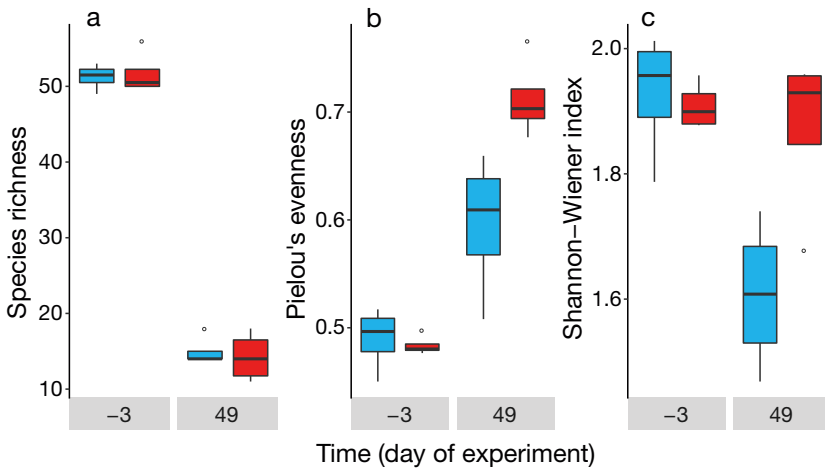 a
Species richness
50
40
30
20
10
−3
49
b
Pielou's evenness
0.7
0.6
0.5
−3
49
c
Shannon−Wiener index
2.0
1.8
1.6
−3
49
Time (day of experiment)